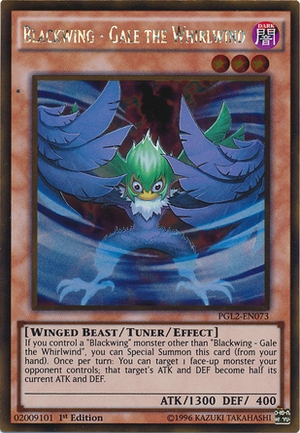 Blackwing - Gale the Whirlwind
DARK
闇
PGL2-EN073
[WINGED BEAST/TUNER/EFFECT]
If you control a "Blackwing" monster other than "Blackwing - Gale
the Whirlwind", you can Special Summon this card (from your
hand). Once per turn: You can target 1 face-up monster your
opponent controls; that target's ATK and DEF become half its
current ATK and DEF.
ATK/1300 DEF/ 400
02009101 1st Edition ©1996 KAZUKI TAKAHASHI